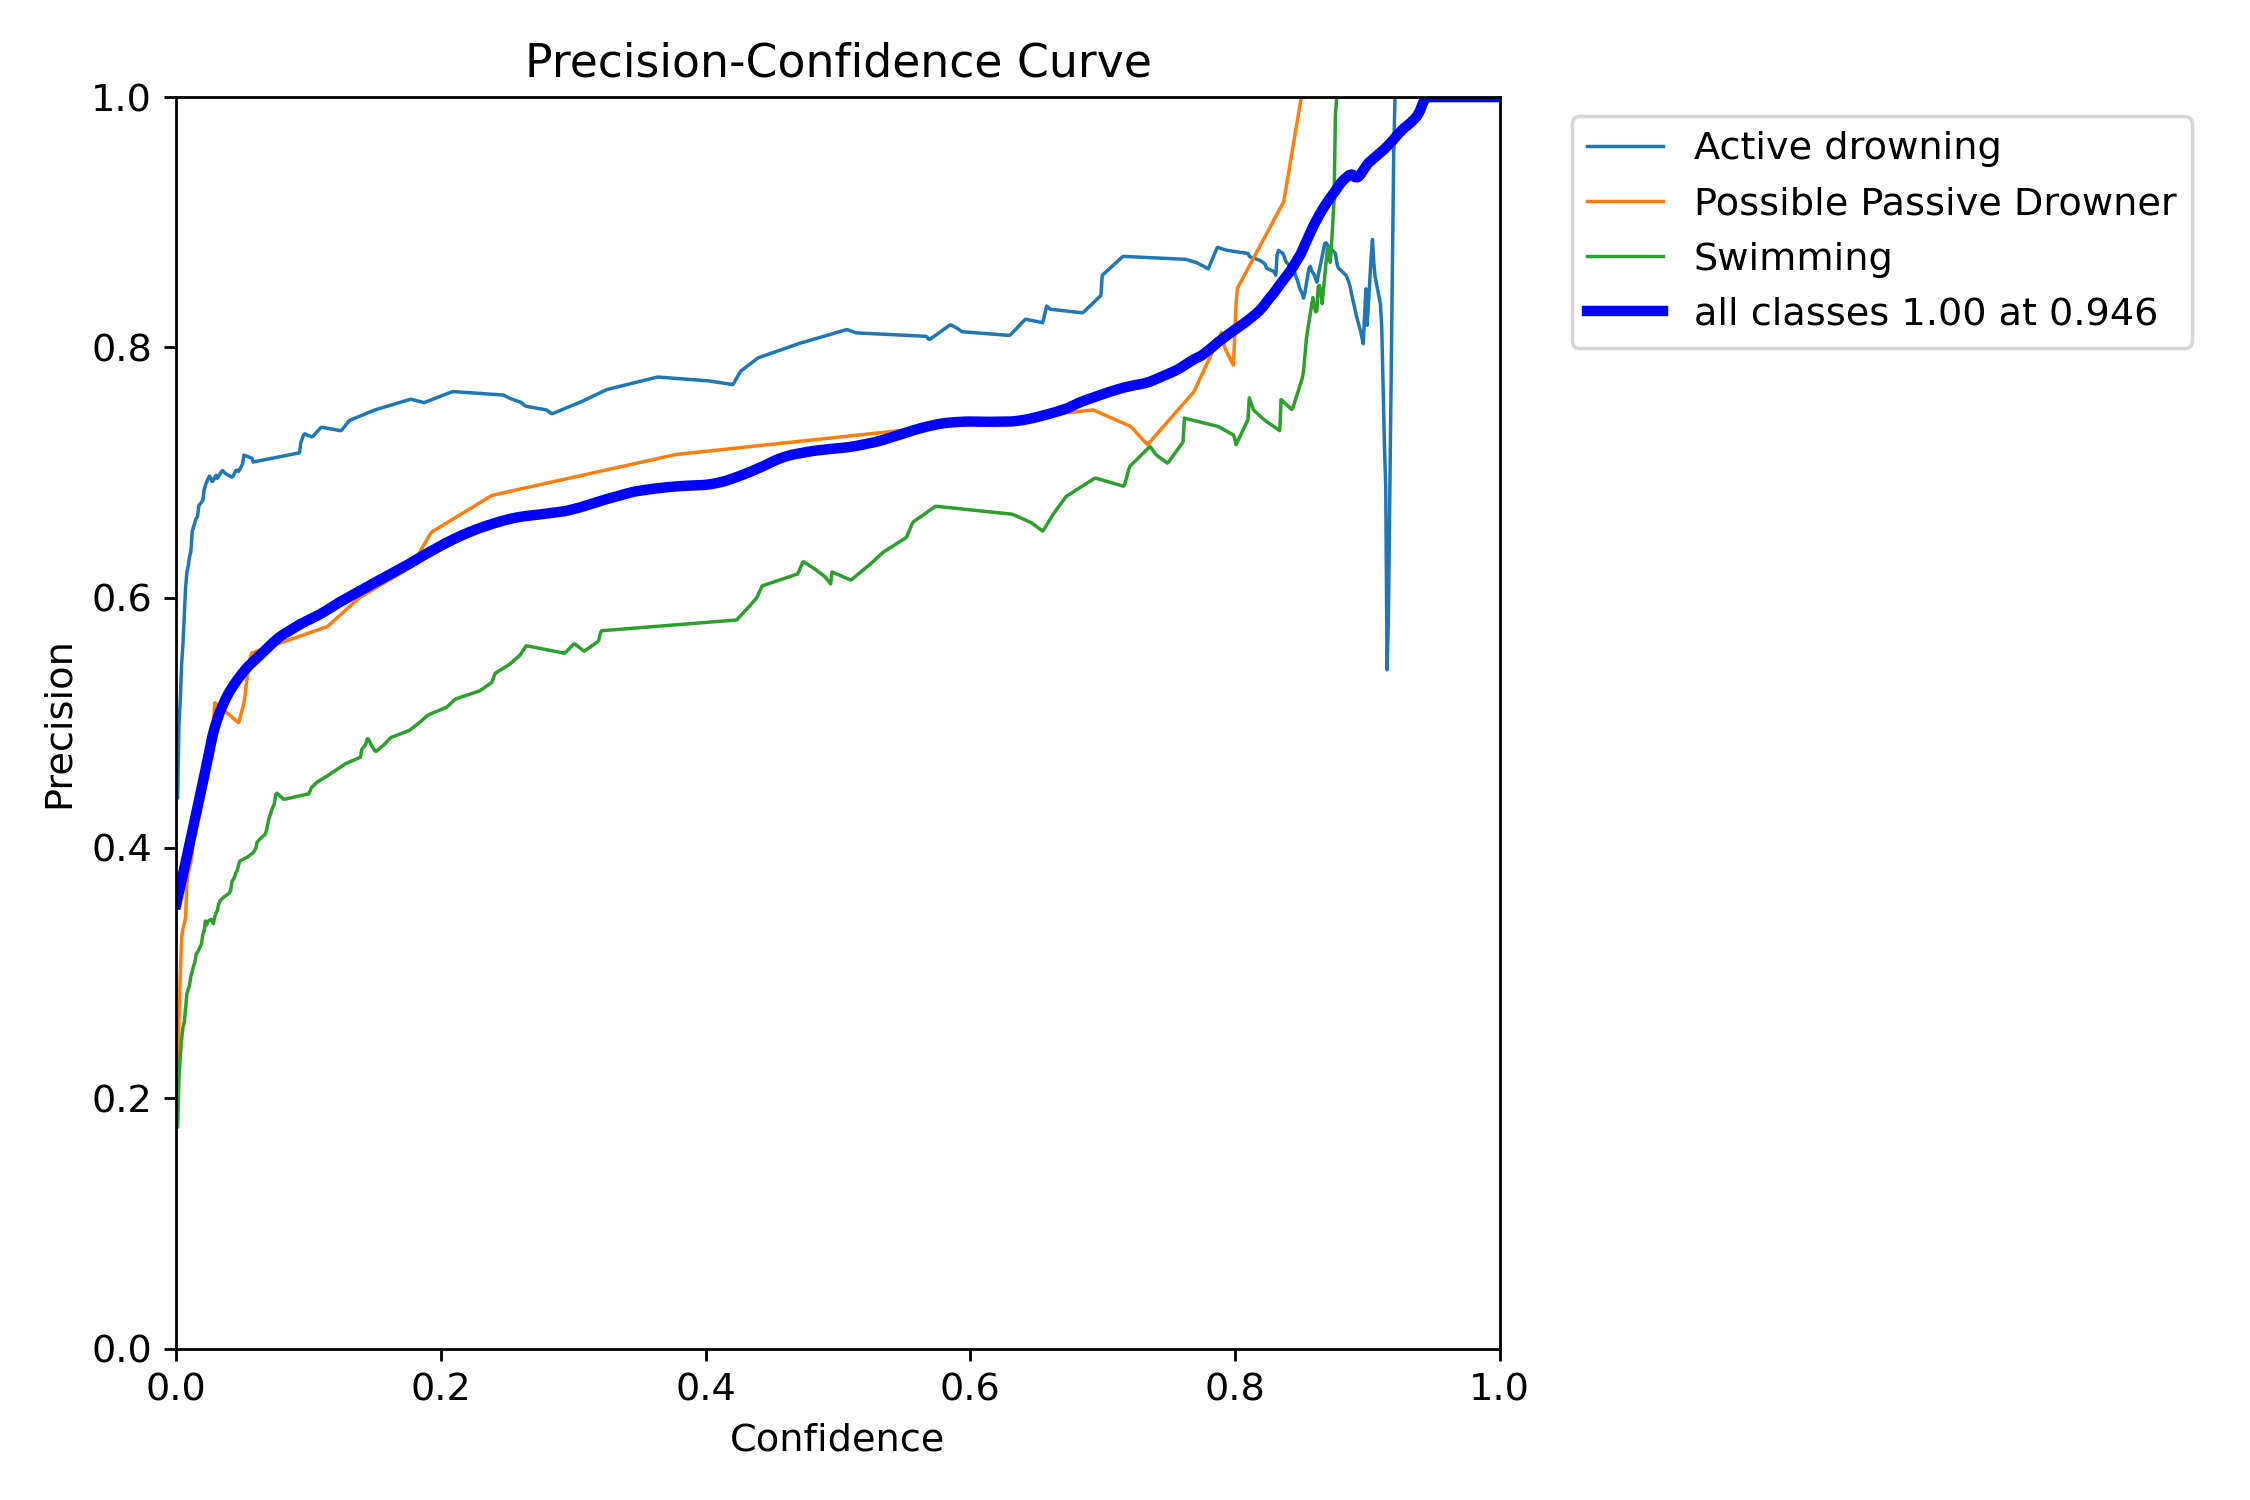 Precision-Confidence Curve
1.0
0.8
0.6
0.4
0.2
0.0
Precision
0.0 0.2 0.4 0.6 0.8 1.0
Confidence
Active drowning
Possible Passive Drowner
Swimming
all classes 1.00 at 0.946